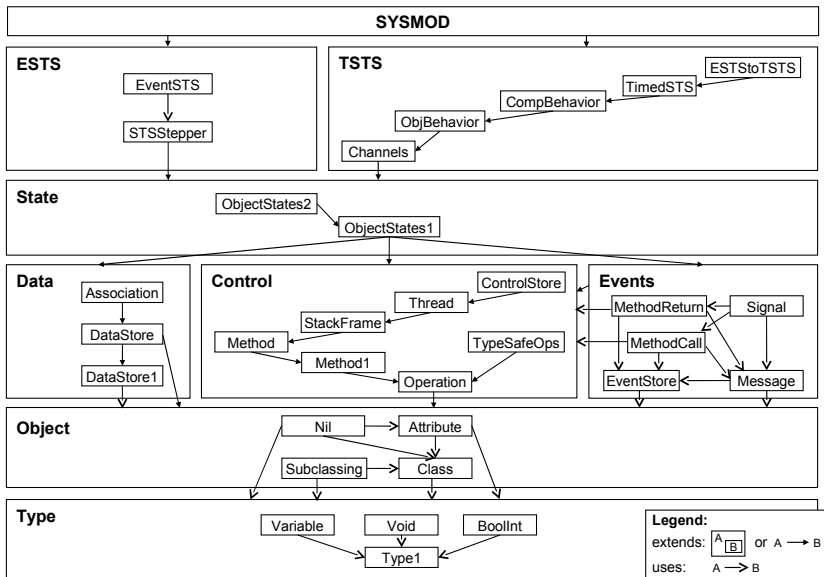 SYSMOD
ESTS
EventSTS
STSStepper
TSTS
ESTStoTSTS
TimedSTS
CompBehavior
ObjBehavior
Channels
State
ObjectStates2
ObjectStates1
Data
Association
DataStore
DataStore1
Control
ControlStore
Thread
StackFrame
Method
TypeSafeOps
Method1
Operation
Events
MethodReturn
Signal
MethodCall
EventStore
Message
Object
Nil
Attribute
Subclassing
Class
Type
Variable
Void
BoolInt
Type1
Legend:
extends: A B or A B
uses: A B